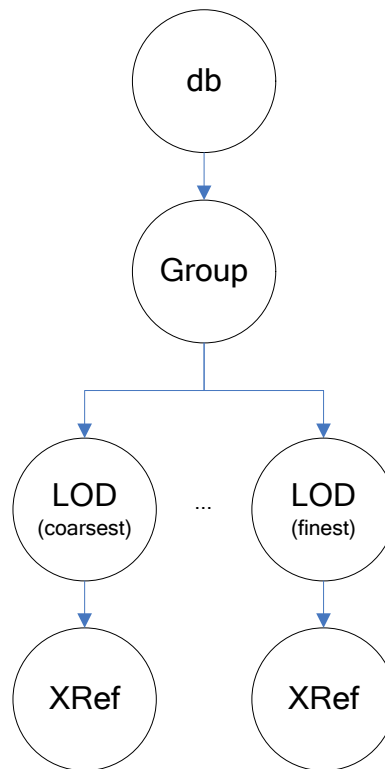 db
Group
LOD
(coarsest)
...
LOD
(finest)
XRef
XRef